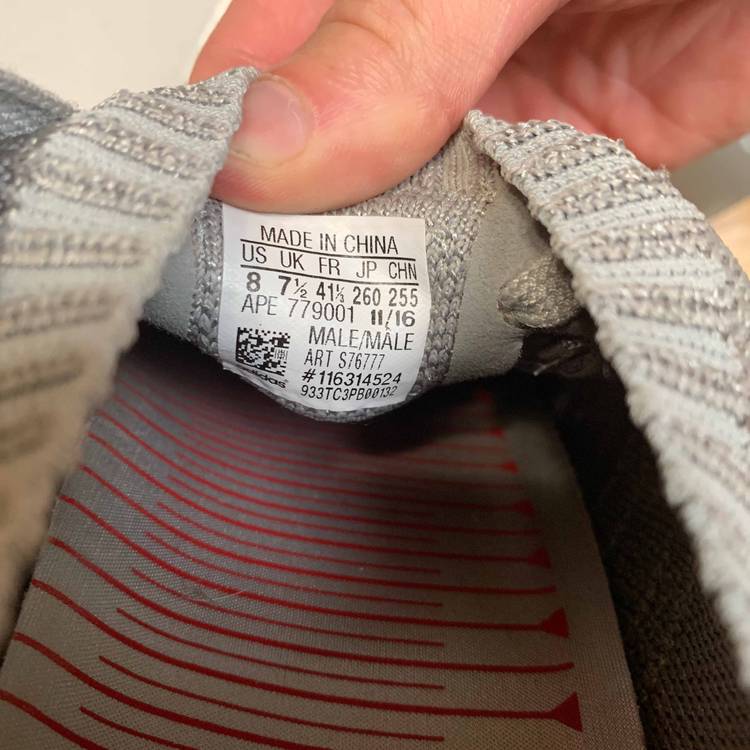 MADE IN CHINA
US UK FR JP CHN
8 7½ 41⅓ 260 255
APE 779001 11/16
MALE/MÂLE
ART S76777
#116314524
adidas 933TC3PB00132